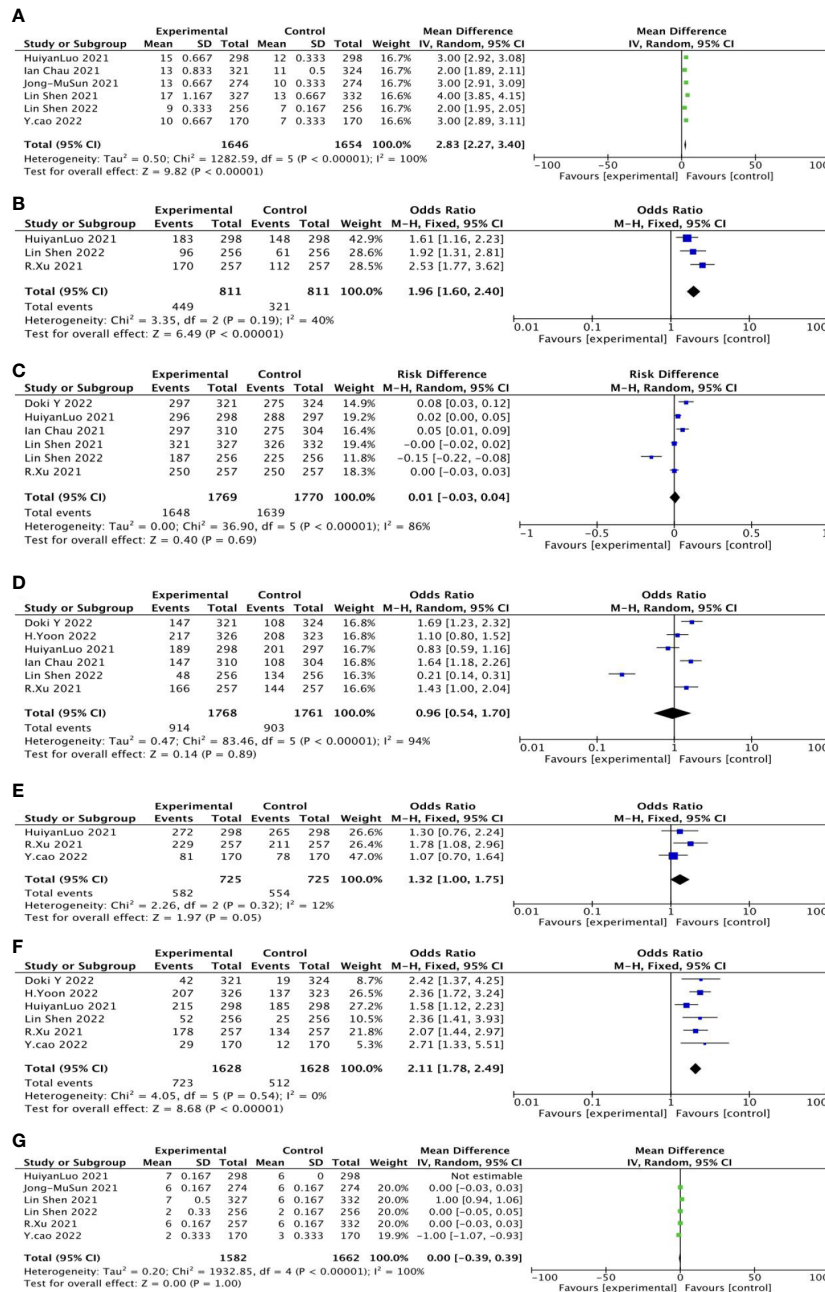 A
Experimental Control Mean Difference Mean Difference
Study or Subgroup Mean SD Total Mean SD Total Weight IV, Random, 95% CI IV, Random, 95% CI
HuiyanLuo 2021 15 0.667 298 12 0.333 298 16.7% 3.00 [2.92, 3.08]
Ian Chau 2021 13 0.833 321 11 0.5 324 16.7% 2.00 [1.89, 2.11]
Jong-MuSun 2021 13 0.667 274 10 0.333 274 16.7% 3.00 [2.91, 3.09]
Lin Shen 2021 17 1.167 327 13 0.667 332 16.6% 4.00 [3.85, 4.15]
Lin Shen 2022 9 0.333 256 7 0.167 256 16.7% 2.00 [1.95, 2.05]
Y.cao 2022 10 0.667 170 7 0.333 170 16.7% 3.00 [2.89, 3.11]
Total (95% CI) 1646 1654 100.0% 2.83 [2.27, 3.40]
Heterogeneity: Tau² = 0.50; Chi² = 1282.59, df = 5 (P < 0.00001); I² = 100%
Test for overall effect: Z = 9.82 (P < 0.00001)
-100 -50 0 50 100
Favours [experimental] Favours [control]
B
Experimental Control Odds Ratio Odds Ratio
Study or Subgroup Events Total Events Total Weight M-H, Fixed, 95% CI M-H, Fixed, 95% CI
HuiyanLuo 2021 183 298 148 298 42.9% 1.61 [1.16, 2.23]
Lin Shen 2022 96 256 61 256 28.6% 1.92 [1.31, 2.81]
R.Xu 2021 170 257 112 257 28.5% 2.53 [1.77, 3.62]
Total (95% CI) 811 811 100.0% 1.96 [1.60, 2.40]
Total events 449 321
Heterogeneity: Chi² = 3.35, df = 2 (P = 0.19); I² = 40%
Test for overall effect: Z = 6.49 (P < 0.00001)
0.01 0.1 1 10 100
Favours [experimental] Favours [control]
C
Experimental Control Risk Difference Risk Difference
Study or Subgroup Events Total Events Total Weight M-H, Random, 95% CI M-H, Random, 95% CI
Doki Y 2022 297 321 275 324 14.9% 0.08 [0.03, 0.12]
HuiyanLuo 2021 296 298 288 297 19.2% 0.02 [0.00, 0.05]
Ian Chau 2021 297 310 275 304 16.4% 0.05 [0.01, 0.09]
Lin Shen 2021 321 327 326 332 19.4% -0.00 [-0.02, 0.02]
Lin Shen 2022 187 256 225 256 11.8% -0.15 [-0.22, -0.08]
R.Xu 2021 250 257 250 257 18.3% 0.00 [-0.03, 0.03]
Total (95% CI) 1769 1770 100.0% 0.01 [-0.03, 0.04]
Total events 1648 1639
Heterogeneity: Tau² = 0.00; Chi² = 36.90, df = 5 (P < 0.00001); I² = 86%
Test for overall effect: Z = 0.40 (P = 0.69)
-1 -0.5 0 0.5 1
Favours [experimental] Favours [control]
D
Experimental Control Odds Ratio Odds Ratio
Study or Subgroup Events Total Events Total Weight M-H, Random, 95% CI M-H, Random, 95% CI
Doki Y 2022 147 321 108 324 16.8% 1.69 [1.23, 2.32]
H.Yoon 2022 217 326 208 323 16.8% 1.10 [0.80, 1.52]
HuiyanLuo 2021 189 298 201 297 16.7% 0.83 [0.59, 1.16]
Ian Chau 2021 147 310 108 304 16.7% 1.64 [1.18, 2.26]
Lin Shen 2022 48 256 134 256 16.3% 0.21 [0.14, 0.31]
R.Xu 2021 166 257 144 257 16.6% 1.43 [1.00, 2.04]
Total (95% CI) 1768 1761 100.0% 0.96 [0.54, 1.70]
Total events 914 903
Heterogeneity: Tau² = 0.47; Chi² = 83.46, df = 5 (P < 0.00001); I² = 94%
Test for overall effect: Z = 0.14 (P = 0.89)
0.01 0.1 1 10 100
Favours [experimental] Favours [control]
E
Experimental Control Odds Ratio Odds Ratio
Study or Subgroup Events Total Events Total Weight M-H, Fixed, 95% CI M-H, Fixed, 95% CI
HuiyanLuo 2021 272 298 265 298 26.6% 1.30 [0.76, 2.24]
R.Xu 2021 229 257 211 257 26.4% 1.78 [1.08, 2.96]
Y.cao 2022 81 170 78 170 47.0% 1.07 [0.70, 1.64]
Total (95% CI) 725 725 100.0% 1.32 [1.00, 1.75]
Total events 582 554
Heterogeneity: Chi² = 2.26, df = 2 (P = 0.32); I² = 12%
Test for overall effect: Z = 1.97 (P = 0.05)
0.01 0.1 1 10 100
Favours [experimental] Favours [control]
F
Experimental Control Odds Ratio Odds Ratio
Study or Subgroup Events Total Events Total Weight M-H, Fixed, 95% CI M-H, Fixed, 95% CI
Doki Y 2022 42 321 19 324 8.7% 2.42 [1.37, 4.25]
H.Yoon 2022 207 326 137 323 26.5% 2.36 [1.72, 3.24]
HuiyanLuo 2021 215 298 185 298 27.2% 1.58 [1.12, 2.23]
Lin Shen 2022 52 256 25 256 10.5% 2.36 [1.41, 3.93]
R.Xu 2021 178 257 134 257 21.8% 2.07 [1.44, 2.97]
Y.cao 2022 29 170 12 170 5.3% 2.71 [1.33, 5.51]
Total (95% CI) 1628 1628 100.0% 2.11 [1.78, 2.49]
Total events 723 512
Heterogeneity: Chi² = 4.05, df = 5 (P = 0.54); I² = 0%
Test for overall effect: Z = 8.68 (P < 0.00001)
0.01 0.1 1 10 100
Favours [experimental] Favours [control]
G
Experimental Control Mean Difference Mean Difference
Study or Subgroup Mean SD Total Mean SD Total Weight IV, Random, 95% CI IV, Random, 95% CI
HuiyanLuo 2021 7 0.167 298 6 0 298 Not estimable
Jong-MuSun 2021 6 0.167 274 6 0.167 274 20.0% 0.00 [-0.03, 0.03]
Lin Shen 2021 7 0.5 327 6 0.167 332 20.0% 1.00 [0.94, 1.06]
Lin Shen 2022 2 0.33 256 2 0.167 256 20.0% 0.00 [-0.05, 0.05]
R.Xu 2021 6 0.167 257 6 0.167 332 20.0% 0.00 [-0.03, 0.03]
Y.cao 2022 2 0.333 170 3 0.333 170 19.9% -1.00 [-1.07, -0.93]
Total (95% CI) 1582 1662 100.0% 0.00 [-0.39, 0.39]
Heterogeneity: Tau² = 0.20; Chi² = 1932.85, df = 4 (P < 0.00001); I² = 100%
Test for overall effect: Z = 0.00 (P = 1.00)
-100 -50 0 50 100
Favours [experimental] Favours [control]